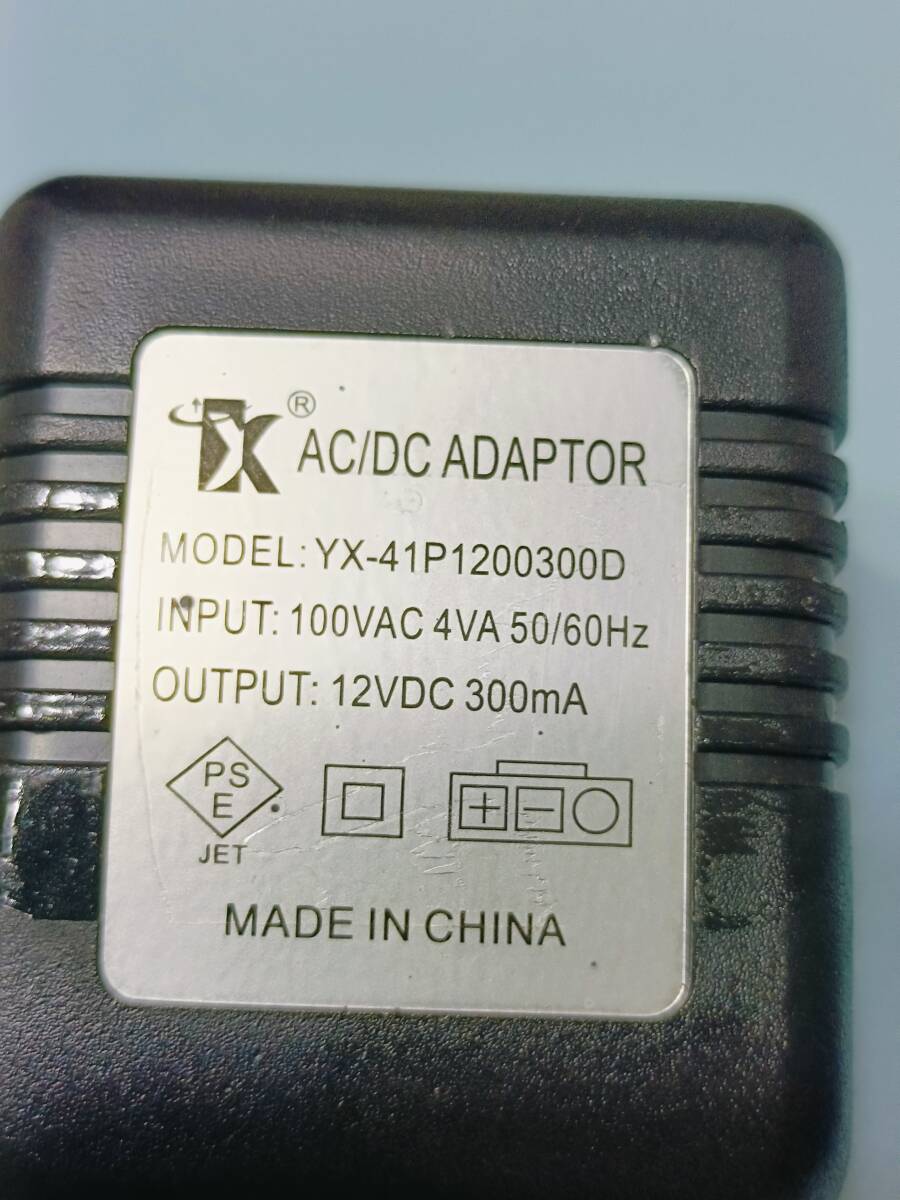 YX® AC/DC ADAPTOR
MODEL: YX-41P1200300D
INPUT: 100VAC 4VA 50/60Hz
OUTPUT: 12VDC 300mA
PS
E
JET
+ −
MADE IN CHINA